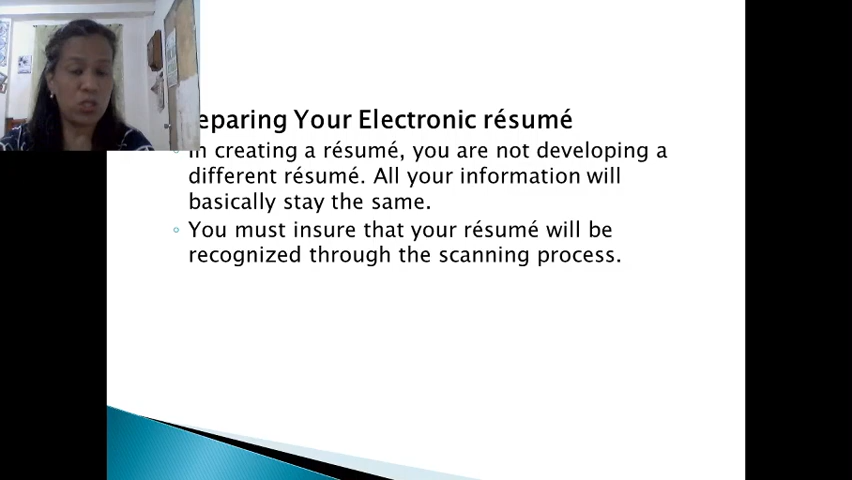 eparing Your Electronic résumé
In creating a résumé, you are not developing a
different résumé. All your information will
basically stay the same.
You must insure that your résumé will be
recognized through the scanning process.